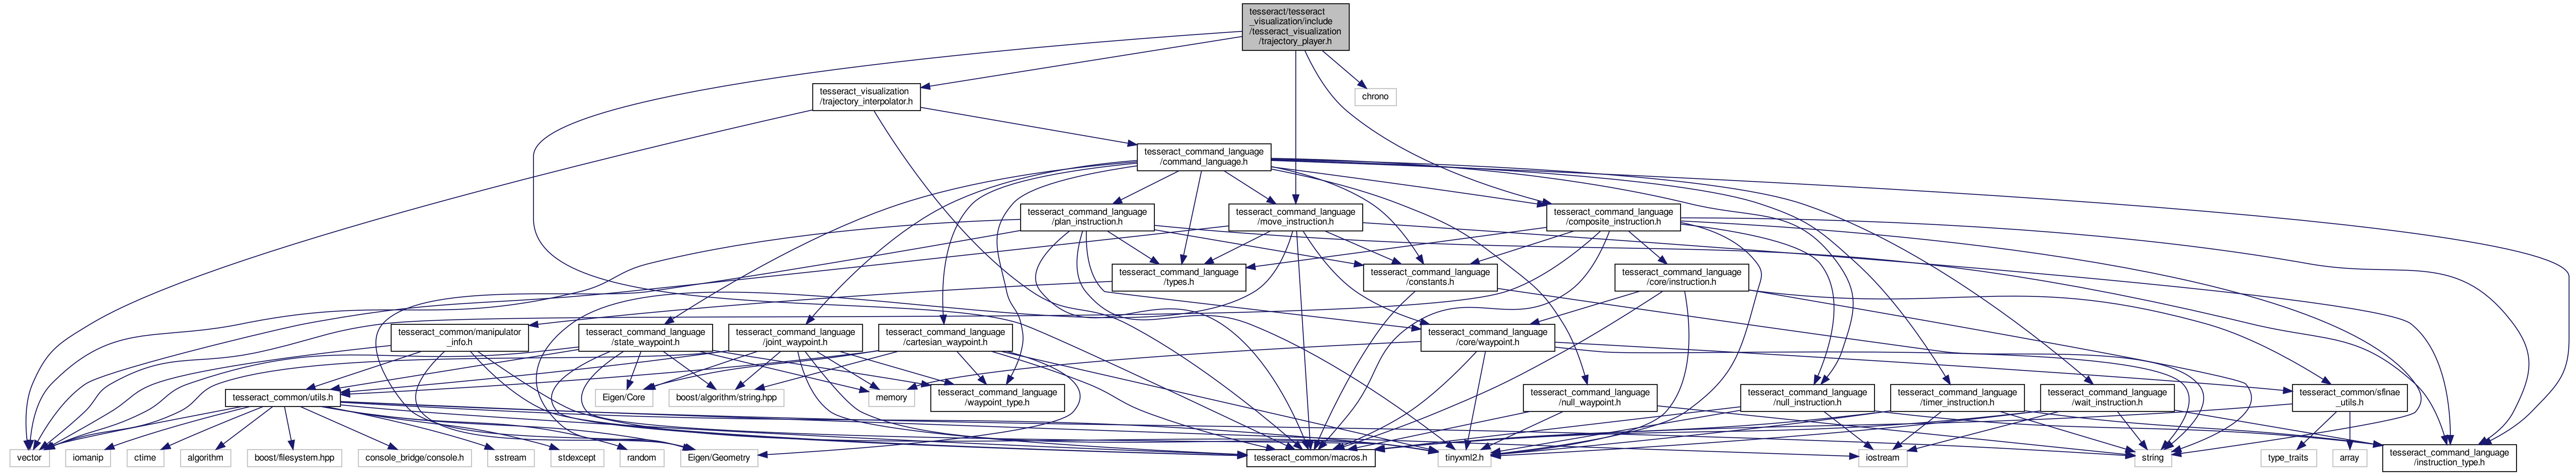 tesseract/tesseract
_visualization/include
/tesseract_visualization
/trajectory_player.h
tesseract_visualization
/trajectory_interpolator.h
chrono
tesseract_command_language
/command_language.h
tesseract_command_language
/plan_instruction.h
tesseract_command_language
/move_instruction.h
tesseract_command_language
/composite_instruction.h
tesseract_command_language
/types.h
tesseract_command_language
/constants.h
tesseract_command_language
/core/instruction.h
tesseract_common/manipulator
_info.h
tesseract_command_language
/state_waypoint.h
tesseract_command_language
/joint_waypoint.h
tesseract_command_language
/cartesian_waypoint.h
tesseract_command_language
/core/waypoint.h
tesseract_common/utils.h
Eigen/Core
boost/algorithm/string.hpp
memory
tesseract_command_language
/waypoint_type.h
tesseract_command_language
/null_waypoint.h
tesseract_command_language
/null_instruction.h
tesseract_command_language
/timer_instruction.h
tesseract_command_language
/wait_instruction.h
tesseract_common/sfinae
_utils.h
vector
iomanip
ctime
algorithm
boost/filesystem.hpp
console_bridge/console.h
sstream
stdexcept
random
Eigen/Geometry
tesseract_common/macros.h
tinyxml2.h
iostream
string
type_traits
array
tesseract_command_language
/instruction_type.h